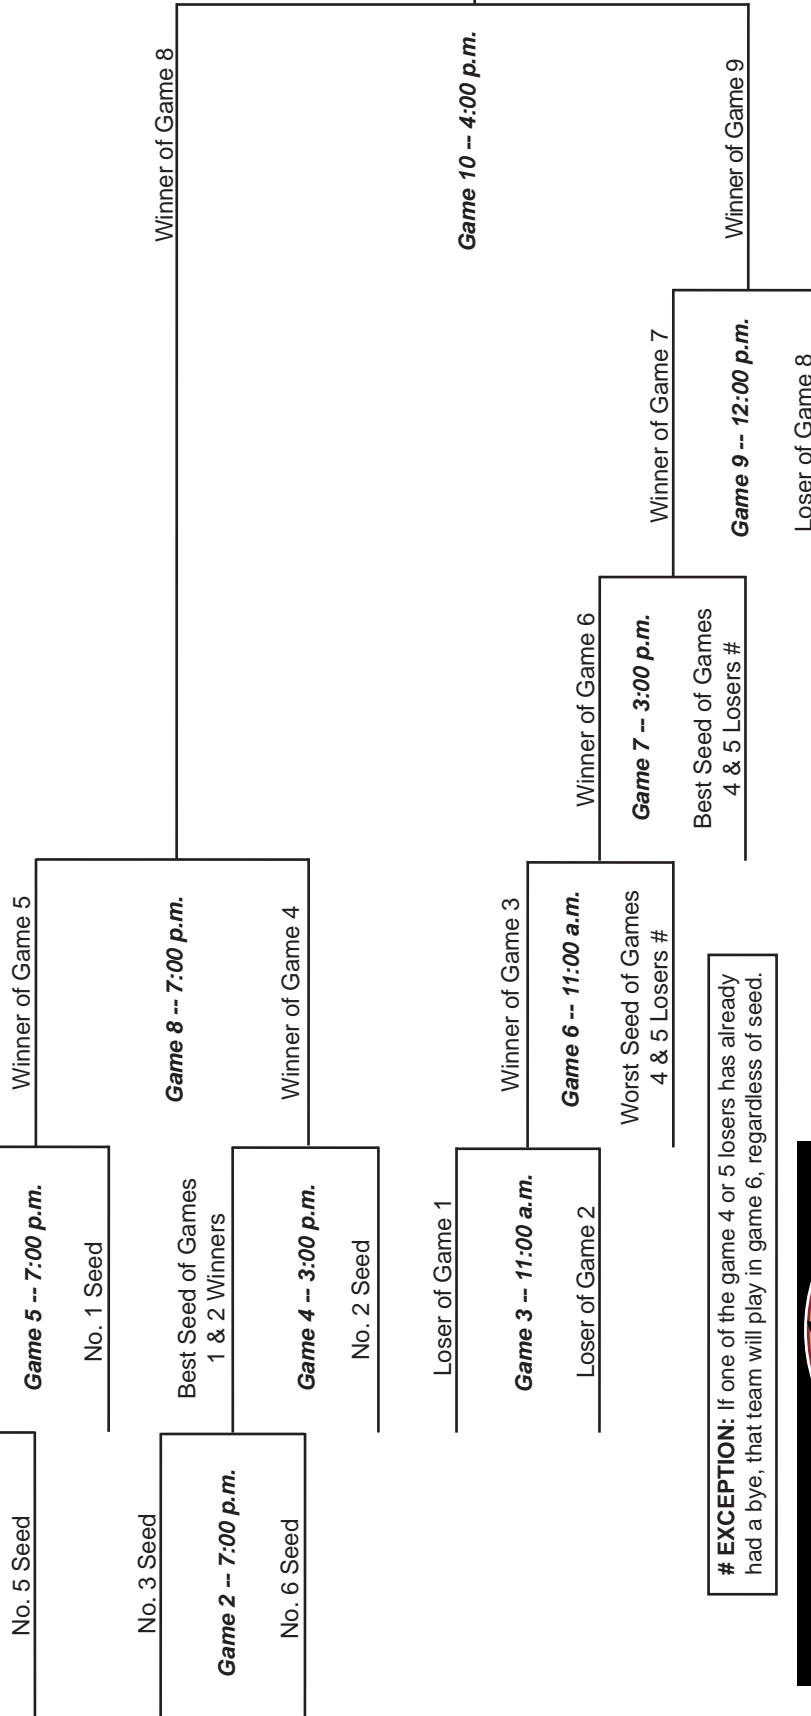 No. 5 Seed
Game 5 -- 7:00 p.m.
No. 1 Seed
Winner of Game 5
Game 8 -- 7:00 p.m.
Winner of Game 4
Winner of Game 8
No. 3 Seed
Game 2 -- 7:00 p.m.
No. 6 Seed
Best Seed of Games
1 & 2 Winners
Game 4 -- 3:00 p.m.
No. 2 Seed
Loser of Game 1
Game 3 -- 11:00 a.m.
Loser of Game 2
Winner of Game 3
Game 6 -- 11:00 a.m.
Worst Seed of Games
4 & 5 Losers #
Winner of Game 6
Game 7 -- 3:00 p.m.
Best Seed of Games
4 & 5 Losers #
Winner of Game 7
Game 9 -- 12:00 p.m.
Loser of Game 8
Game 10 -- 4:00 p.m.
Winner of Game 9
# EXCEPTION: If one of the game 4 or 5 losers has already
had a bye, that team will play in game 6, regardless of seed.